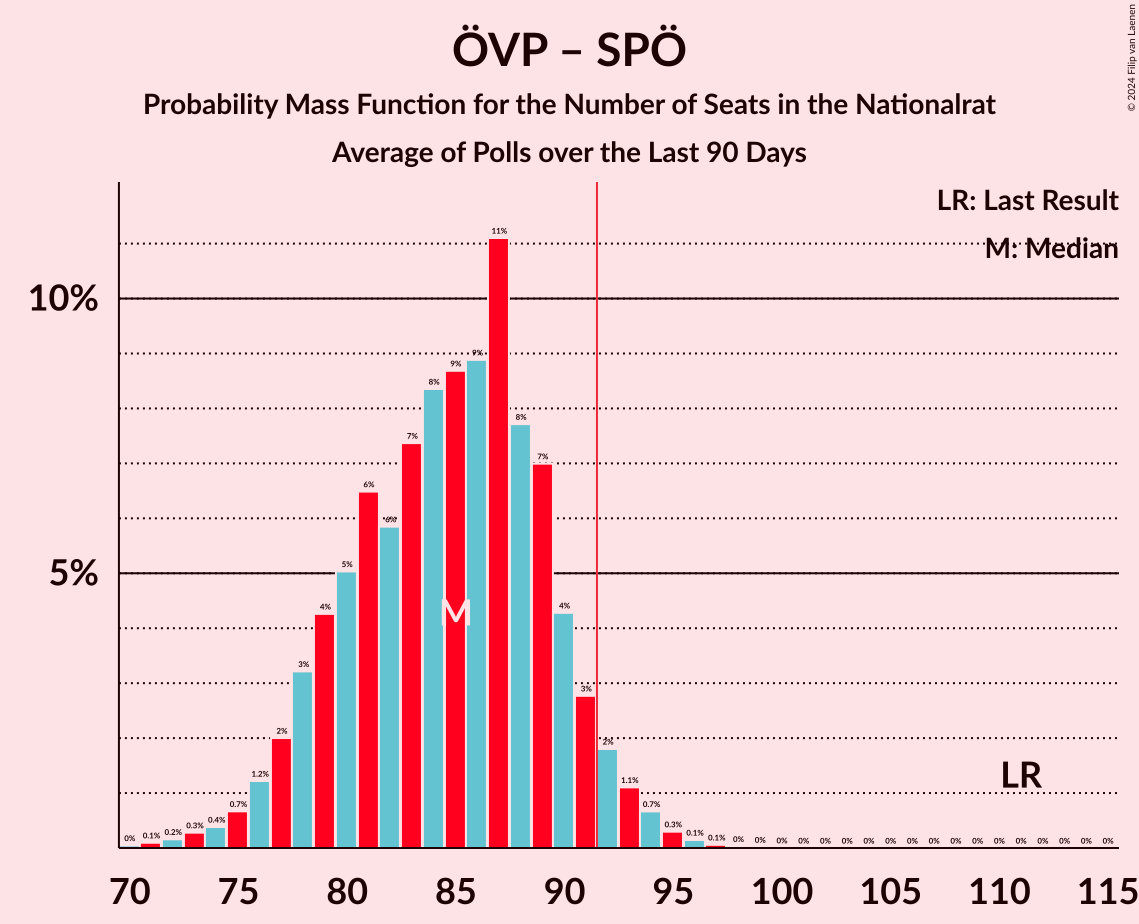 ÖVP – SPÖ
Probability Mass Function for the Number of Seats in the Nationalrat
Average of Polls over the Last 90 Days
© 2024 Filip van Laenen
LR: Last Result
M: Median
10%
5%
0% 0.1% 0.2% 0.3% 0.4% 0.7% 1.2% 2% 3% 4% 5% 6% 6% 7% 8% 9% 9% 11% 8% 7% 4% 3% 2% 1.1% 0.7% 0.3% 0.1% 0.1% 0% 0% 0% 0% 0% 0% 0% 0% 0% 0% 0% 0% 0% 0% 0% 0% 0% 0%
M
LR
70 75 80 85 90 95 100 105 110 115